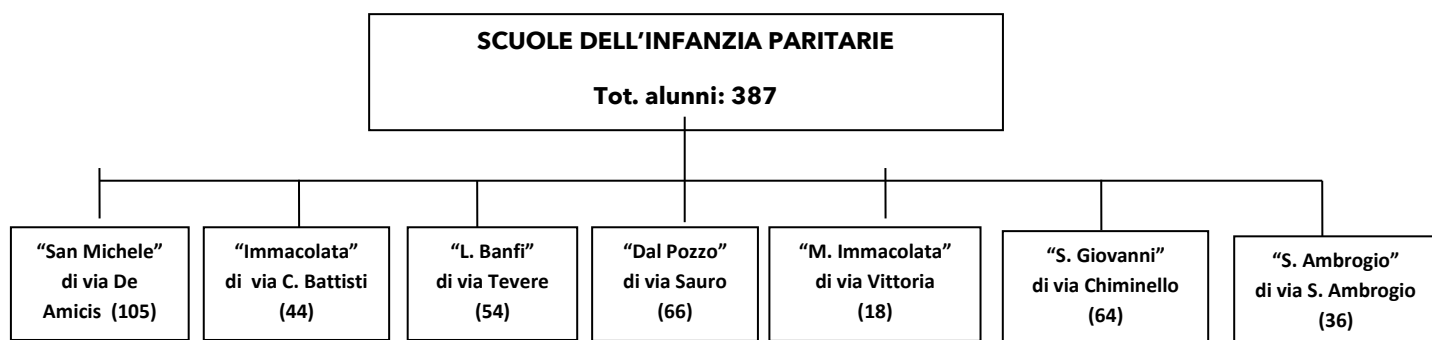 SCUOLE DELL’INFANZIA PARITARIE
Tot. alunni: 387
“San Michele”
di via De
Amicis (105)
“Immacolata”
di via C. Battisti
(44)
“L. Banfi”
di via Tevere
(54)
“Dal Pozzo”
di via Sauro
(66)
“M. Immacolata”
di via Vittoria
(18)
“S. Giovanni”
di via Chiminello
(64)
“S. Ambrogio”
di via S. Ambrogio
(36)